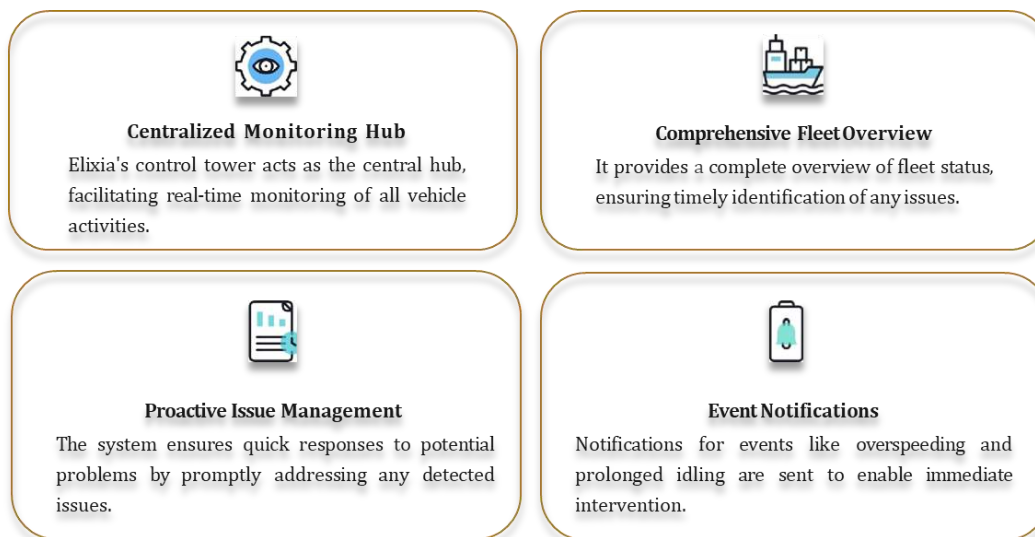 Centralized Monitoring Hub
Elixia's control tower acts as the central hub,
facilitating real-time monitoring of all vehicle
activities.
Comprehensive Fleet Overview
It provides a complete overview of fleet status,
ensuring timely identification of any issues.
Proactive Issue Management
The system ensures quick responses to potential
problems by promptly addressing any detected
issues.
Event Notifications
Notifications for events like overspeeding and
prolonged idling are sent to enable immediate
intervention.